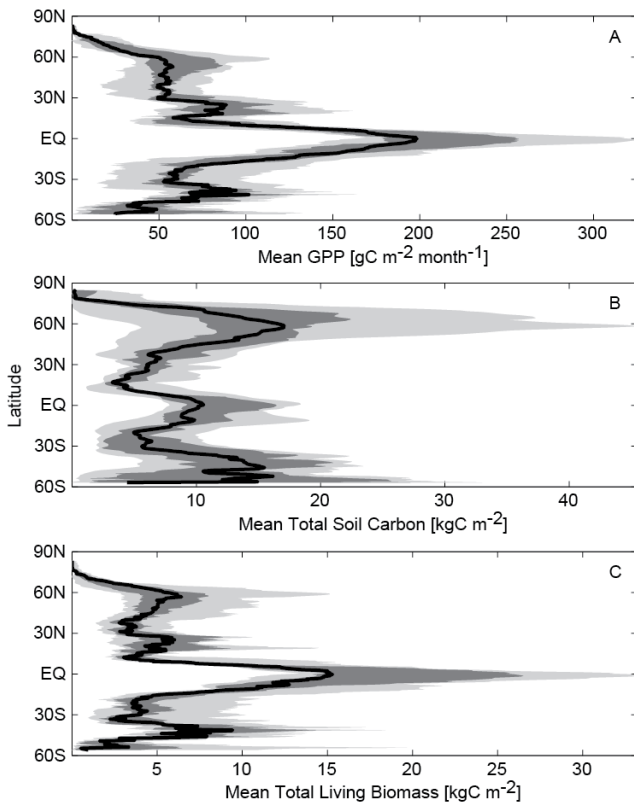 90N
A
60N
30N
EQ
30S
60S
50 100 150 200 250 300
Mean GPP [gC m-2 month-1]
90N
B
60N
30N
EQ
30S
60S
10 20 30 40
Mean Total Soil Carbon [kgC m-2]
Latitude
90N
C
60N
30N
EQ
30S
60S
5 10 15 20 25 30
Mean Total Living Biomass [kgC m-2]